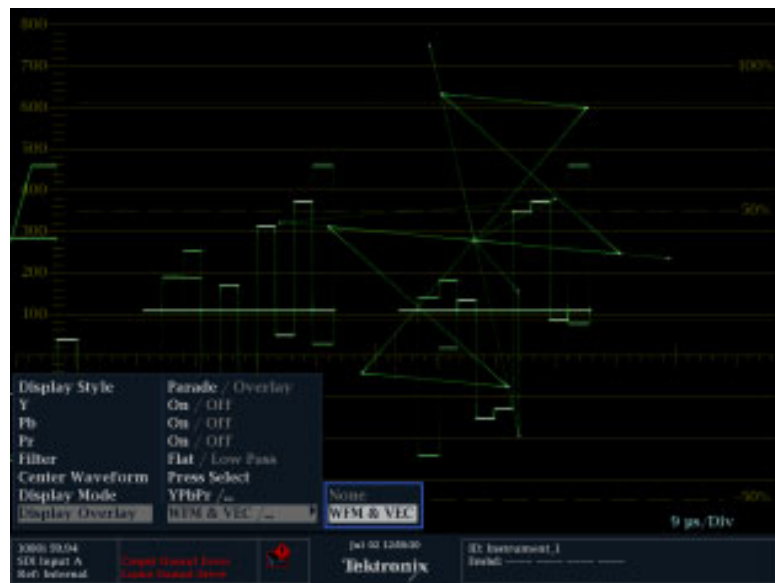 800
700
100%
600
500
400
50%
300
200
100
Display Style Parade / Overlay
Y On / Off
Pb On / Off
Pr On / Off
Filter Flat / Low Pass
Center Waveform Press Select
Display Mode YPbPr /...
Display Overlay WFM & VEC /...
None
WFM & VEC
-50%
9 µs/Div
1080i 59.94
SDI Input A
Ref: Internal
Tektronix
ID: Instrument_1